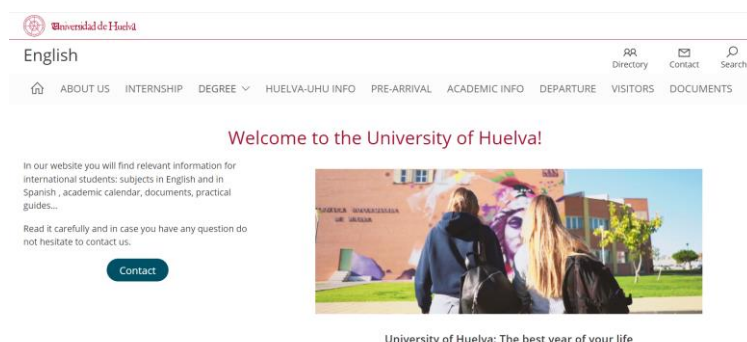 Universidad de Huelva
English
Directory Contact Search
ABOUT US INTERNSHIP DEGREE HUELVA-UHU INFO PRE-ARRIVAL ACADEMIC INFO DEPARTURE VISITORS DOCUMENTS
Welcome to the University of Huelva!
In our website you will find relevant information for
international students: subjects in English and in
Spanish , academic calendar, documents, practical
guides...
Read it carefully and in case you have any question do
not hesitate to contact us.
Contact
University of Huelva: The best year of your life